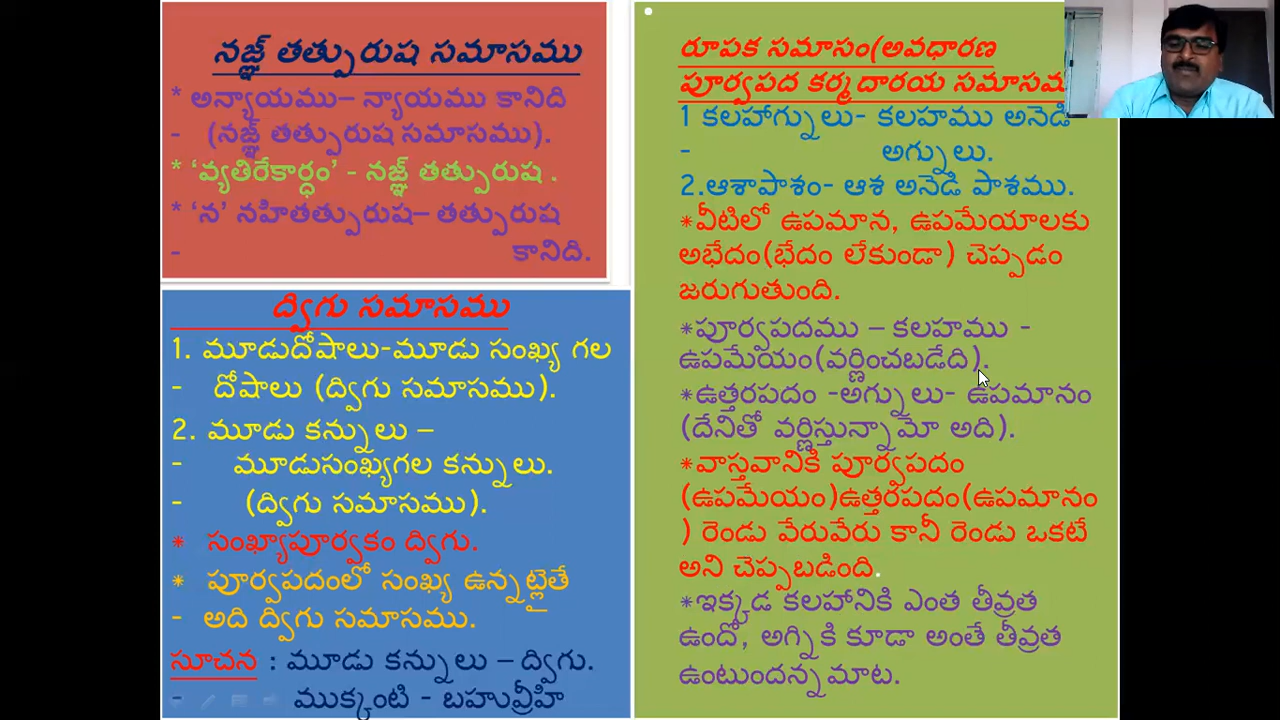 నఞ్ తత్పురుష సమాసము
* అన్యాయము– న్యాయము కానిది
- (నఞ్ తత్పురుష సమాసము).
* ‘వ్యతిరేకార్ధం’ - నఞ్ తత్పురుష .
* ‘న’ నహితత్పురుష– తత్పురుష
- కానిది.
ద్విగు సమాసము
1. మూడుదోషాలు-మూడు సంఖ్య గల
- దోషాలు (ద్విగు సమాసము).
2. మూడు కన్నులు –
- మూడుసంఖ్యగల కన్నులు.
- (ద్విగు సమాసము).
* సంఖ్యాపూర్వకం ద్విగు.
* పూర్వపదంలో సంఖ్య ఉన్నట్లైతే
- అది ద్విగు సమాసము.
సూచన : మూడు కన్నులు – ద్విగు.
- ముక్కంటి - బహువ్రీహి
రూపక సమాసం(అవధారణ
పూర్వపద కర్మదారయ సమాసమ
1 కలహాగ్నులు- కలహము అనెడి
- అగ్నులు.
2.ఆశాపాశం- ఆశ అనెడి పాశము.
*వీటిలో ఉపమాన, ఉపమేయాలకు
అభేదం(భేదం లేకుండా) చెప్పడం
జరుగుతుంది.
*పూర్వపదము – కలహము -
ఉపమేయం(వర్ణించబడేది).
*ఉత్తరపదం -అగ్నులు- ఉపమానం
(దేనితో వర్ణిస్తున్నామో అది).
*వాస్తవానికి పూర్వపదం
(ఉపమేయం)ఉత్తరపదం(ఉపమానం
) రెండు వేరువేరు కానీ రెండు ఒకటే
అని చెప్పబడింది.
*ఇక్కడ కలహానికి ఎంత తీవ్రత
ఉందో, అగ్నికి కూడా అంతే తీవ్రత
ఉంటుందన్నమాట.